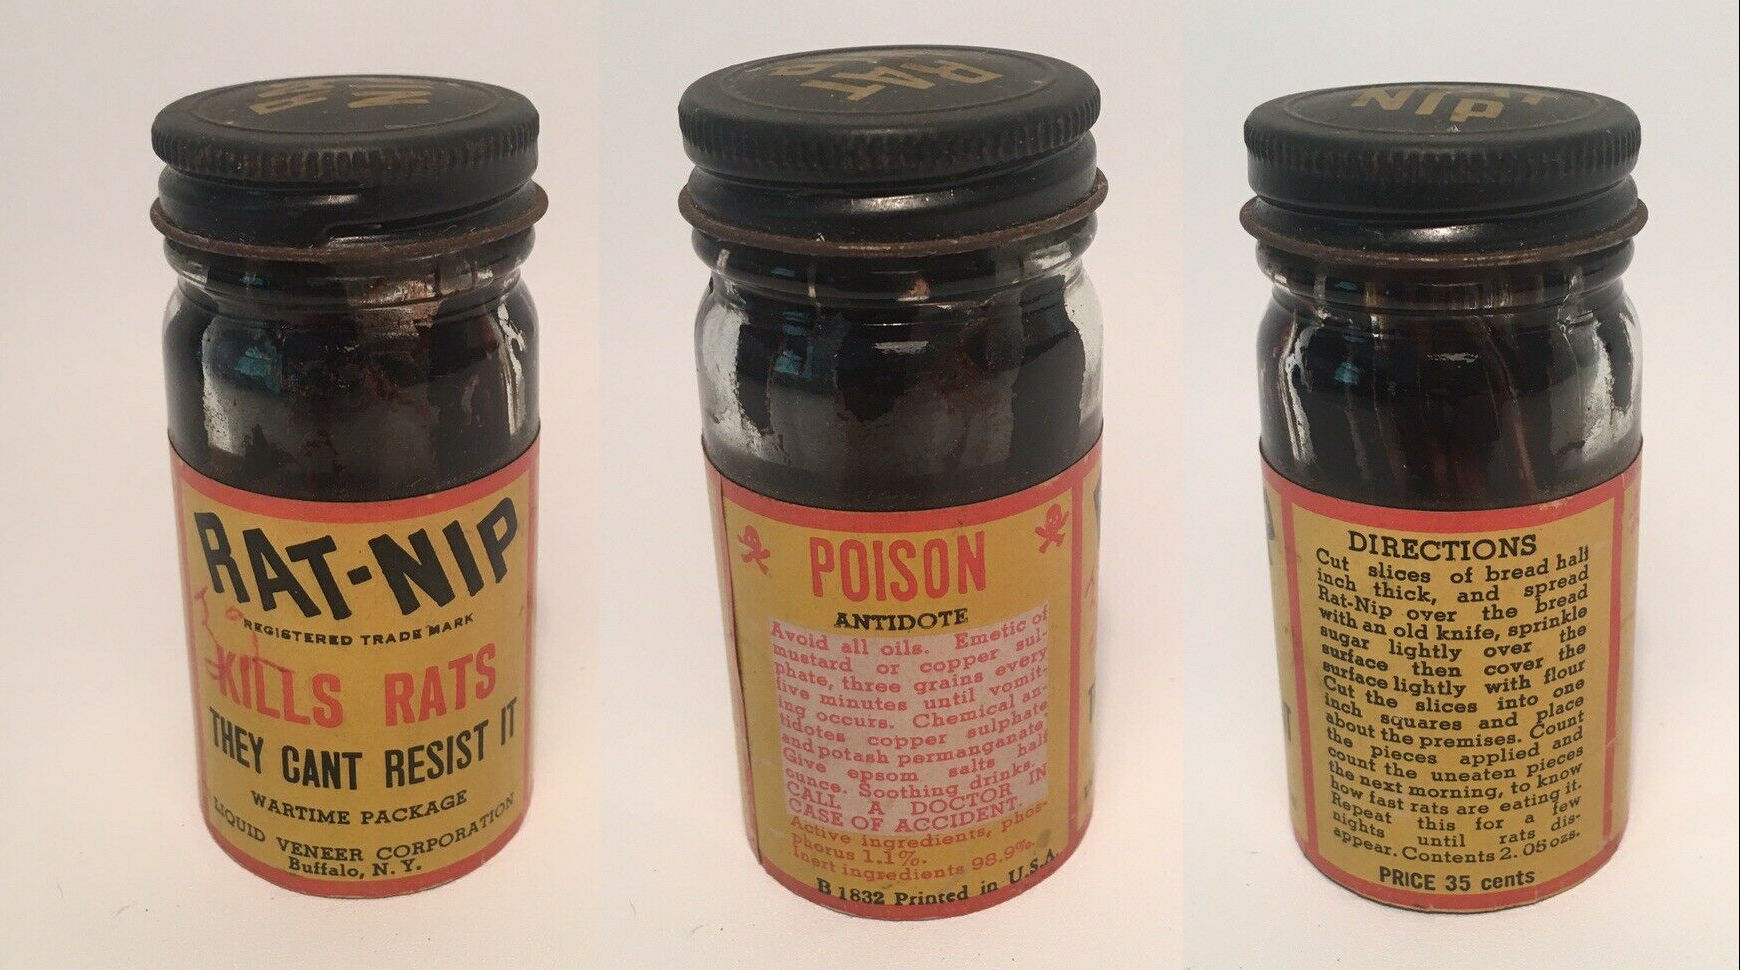 RAT-NIP
REGISTERED TRADE MARK
KILLS RATS
THEY CANT RESIST IT
WARTIME PACKAGE
LIQUID VENEER CORPORATION
Buffalo, N. Y.
RAT
POISON
ANTIDOTE
Avoid all oils. Emetic of
mustard or copper sul-
phate, three grains every
five minutes until vomit-
ing occurs. Chemical an-
tidotes copper sulphate
and potash permanganate
Give epsom salts half
ounce. Soothing drinks.
CALL A DOCTOR IN
CASE OF ACCIDENT.
Active ingredients, phos-
phorus 1.1%.
Inert ingredients 98.9%.
B 1832 Printed in U.S.A.
NIP
DIRECTIONS
Cut slices of bread half
inch thick, and spread
Rat-Nip over the bread
with an old knife, sprinkle
sugar lightly over the
surface then cover the
surface lightly with flour
Cut the slices into one
inch squares and place
about the premises. Count
the pieces applied and
count the uneaten pieces
the next morning, to know
how fast rats are eating it.
Repeat this for a few
nights until rats dis-
appear. Contents 2.05 ozs.
PRICE 35 cents